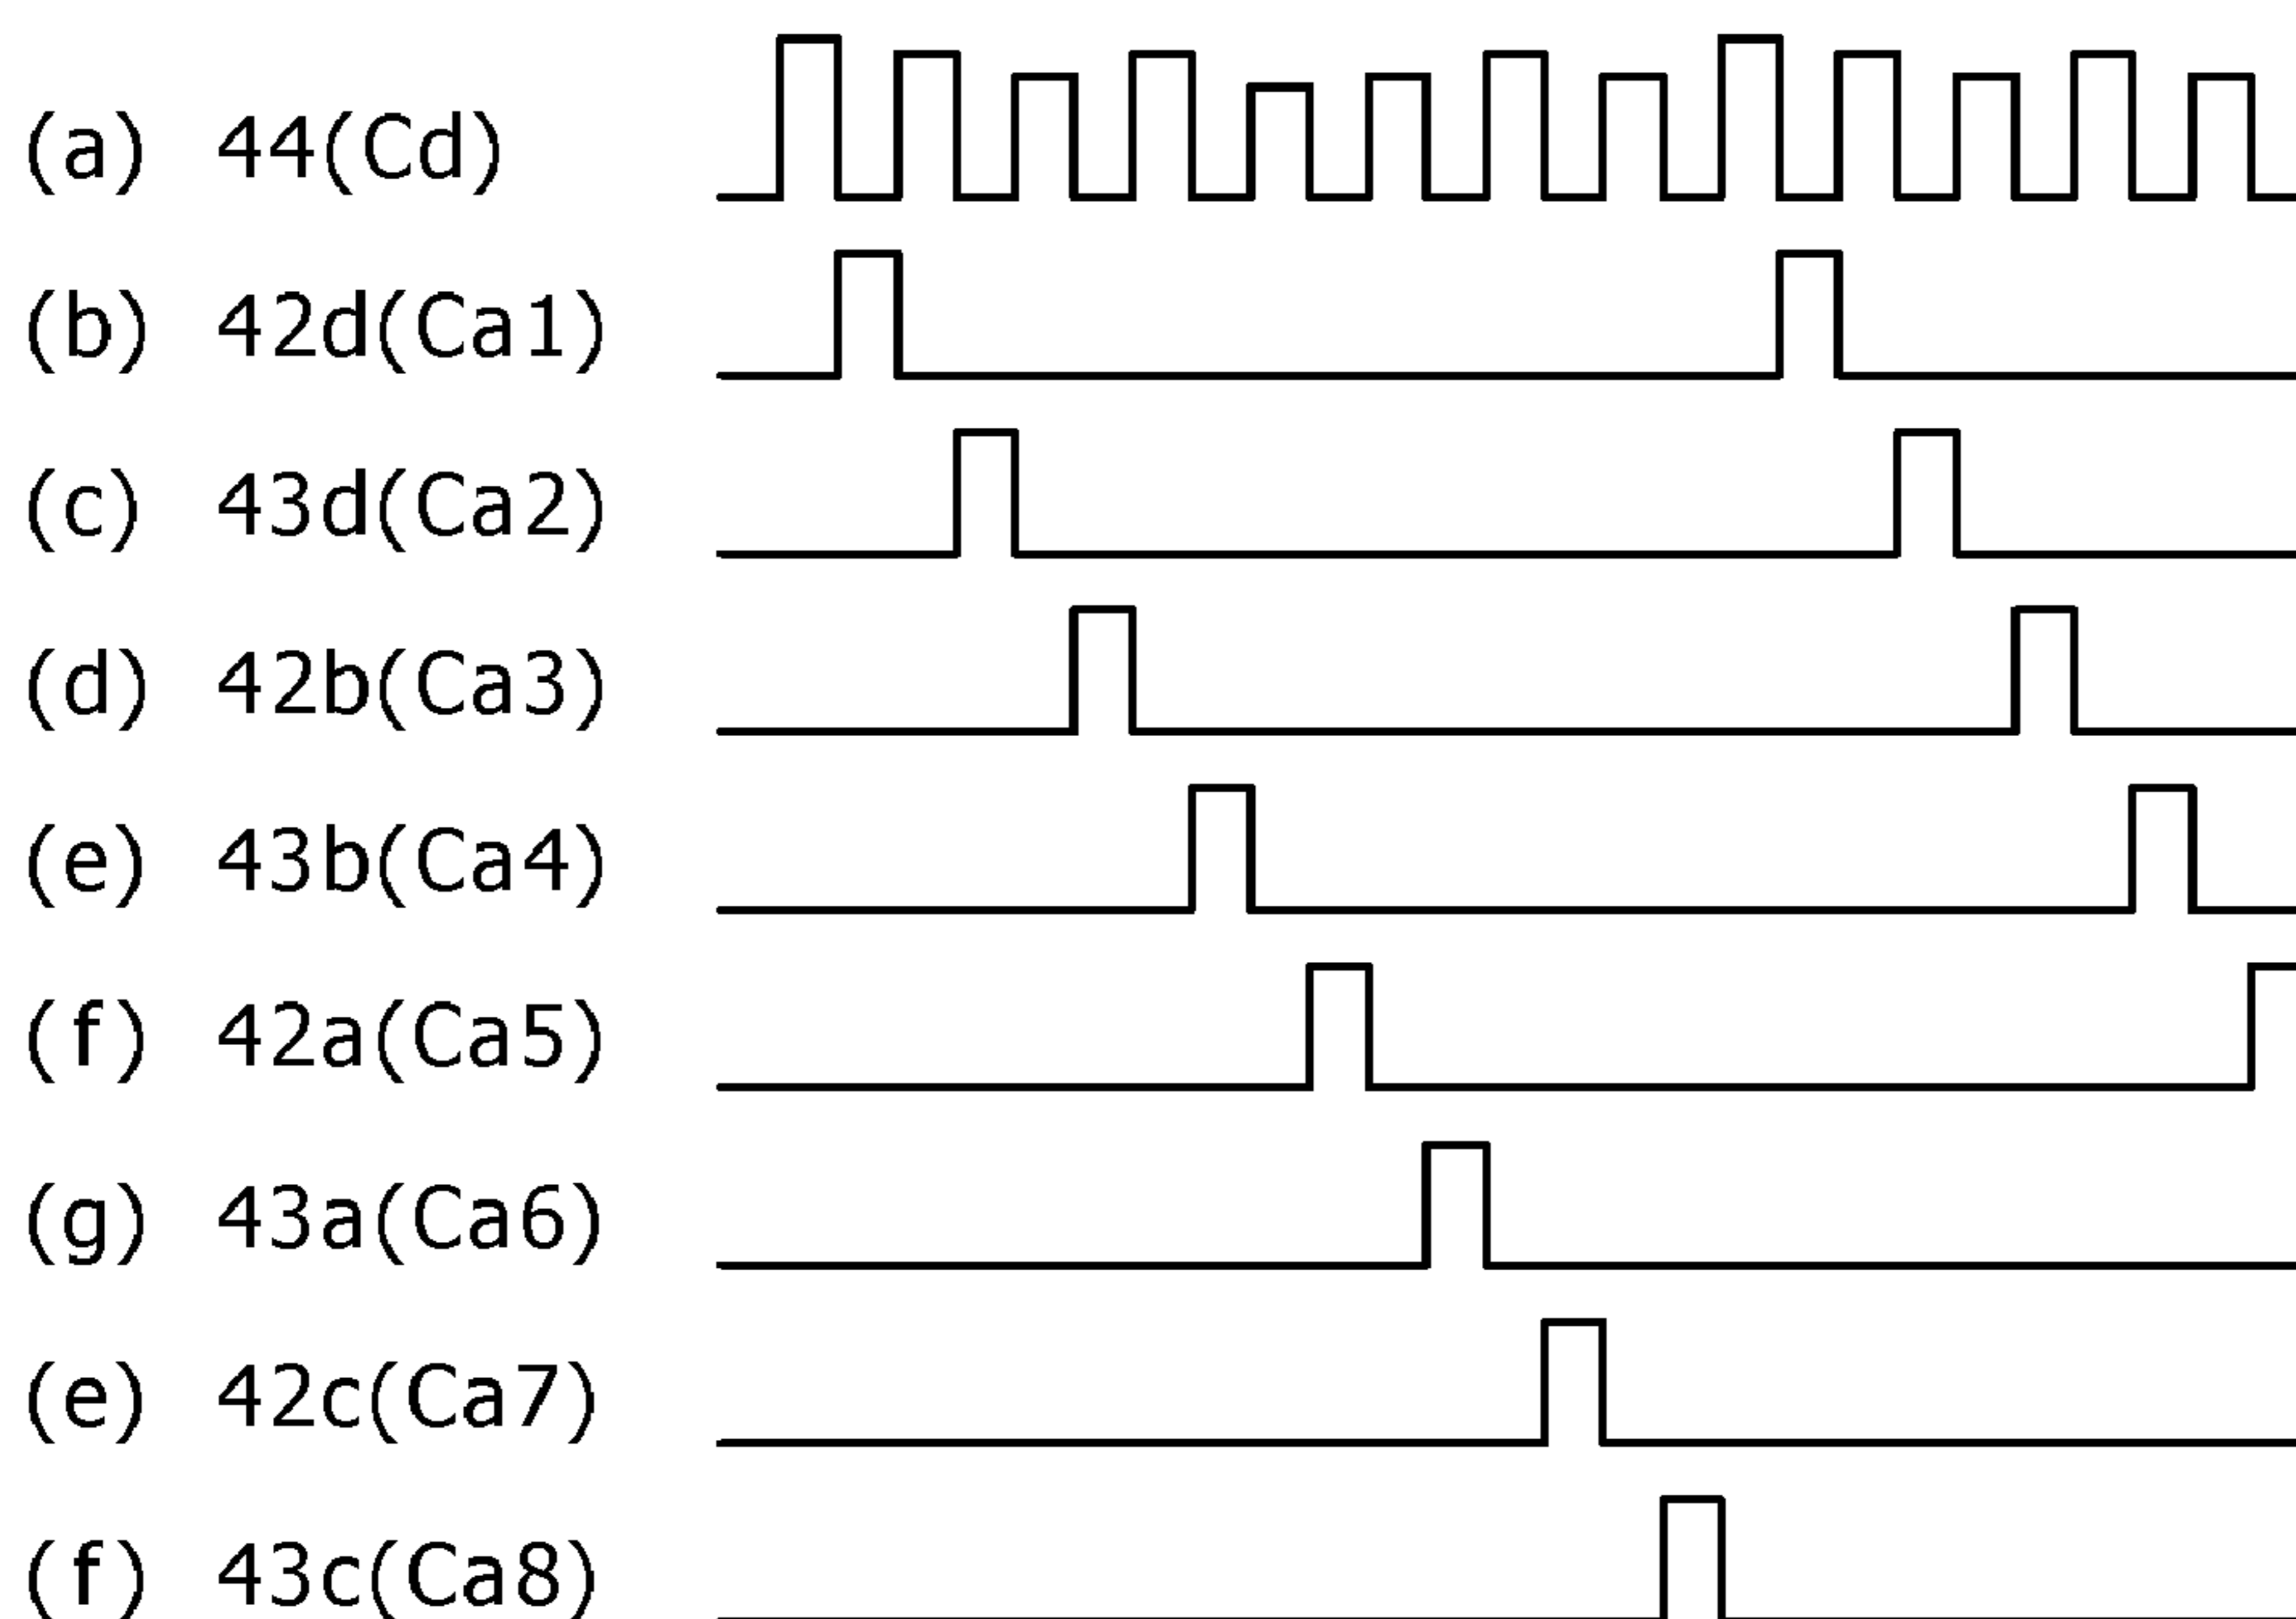 (a) 44(Cd)
(b) 42d(Ca1)
(c) 43d(Ca2)
(d) 42b(Ca3)
(e) 43b(Ca4)
(f) 42a(Ca5)
(g) 43a(Ca6)
(e) 42c(Ca7)
(f) 43c(Ca8)